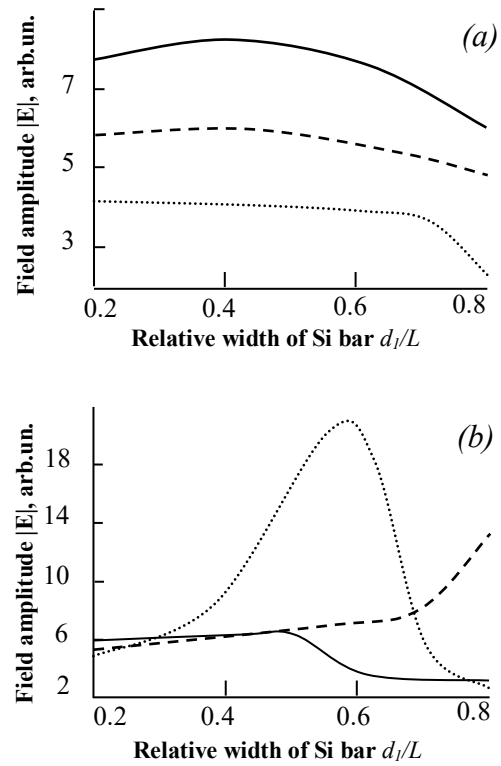 (a)
Field amplitude |E|, arb.un.
7
5
3
0.2 0.4 0.6 0.8
Relative width of Si bar d₁/L
(b)
Field amplitude |E|, arb.un.
18
14
10
6
2
0.2 0.4 0.6 0.8
Relative width of Si bar d₁/L